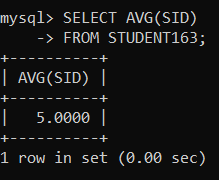 mysql> SELECT AVG(SID)
    -> FROM STUDENT163;
+----------+
| AVG(SID) |
+----------+
|   5.0000 |
+----------+
1 row in set (0.00 sec)